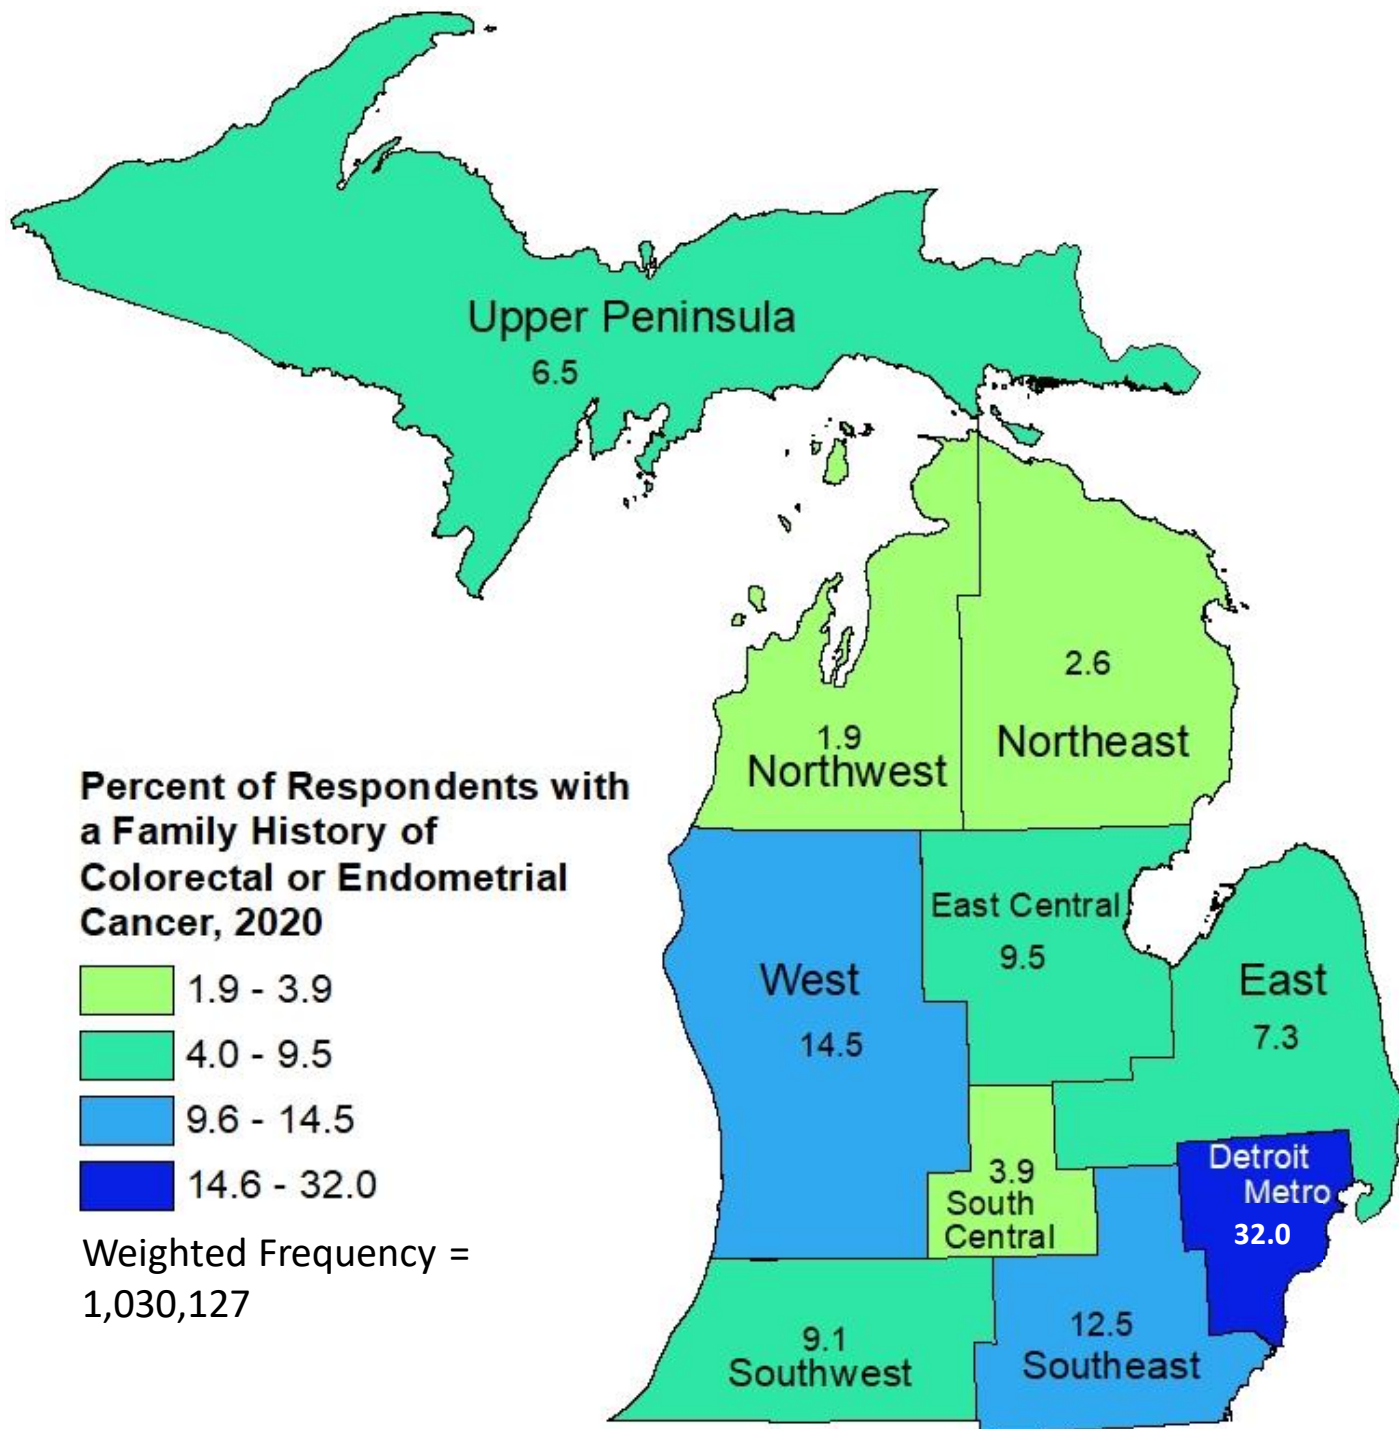 Upper Peninsula
6.5
2.6
Northeast
1.9
Northwest
Percent of Respondents with
a Family History of
Colorectal or Endometrial
Cancer, 2020
1.9 - 3.9
4.0 - 9.5
9.6 - 14.5
14.6 - 32.0
Weighted Frequency =
1,030,127
East Central
9.5
West
14.5
East
7.3
Detroit
Metro
32.0
3.9
South
Central
9.1
Southwest
12.5
Southeast